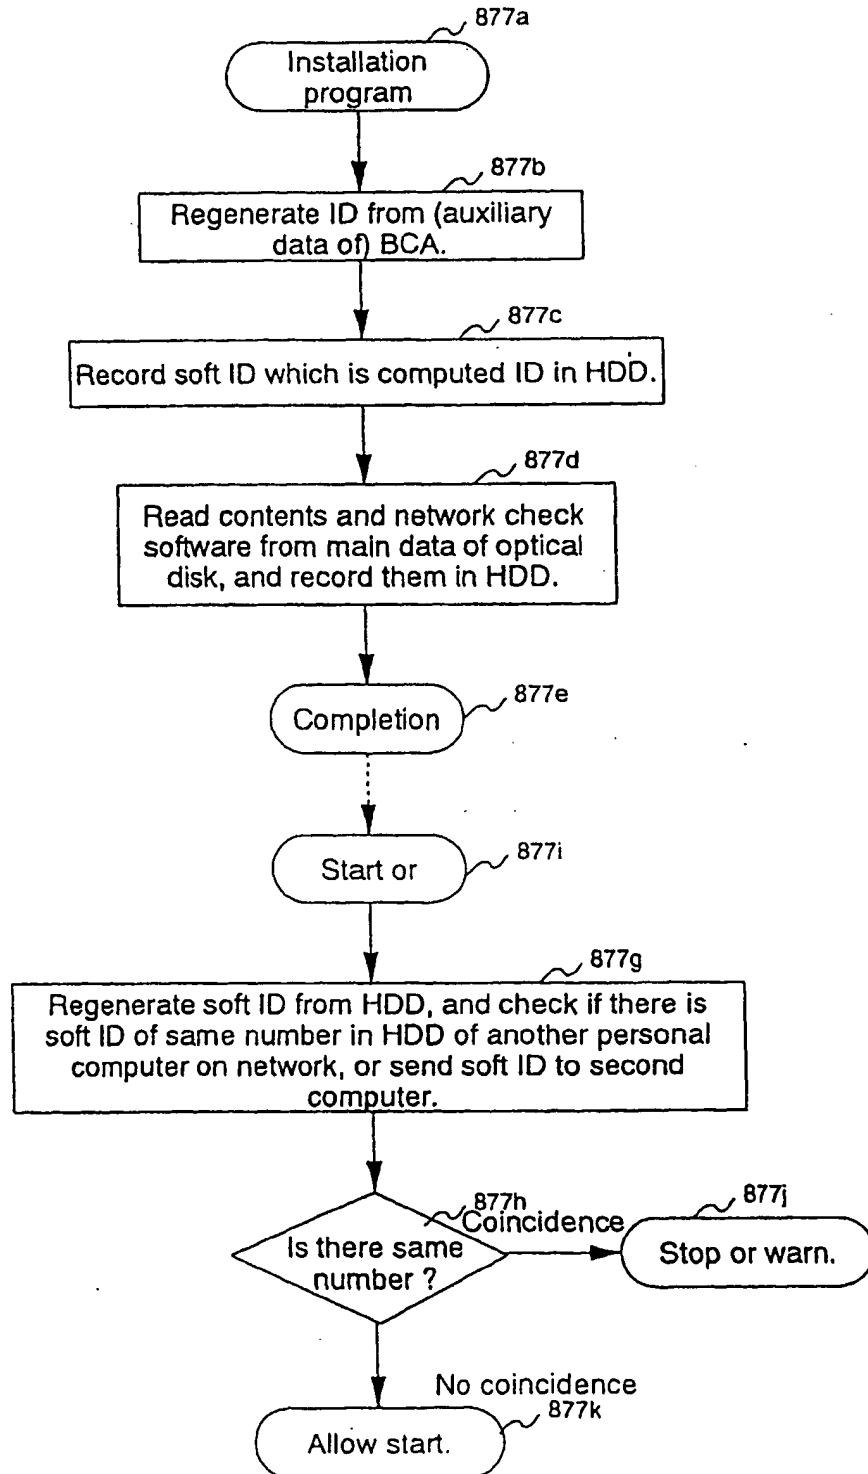 877a
Installation
program
877b
Regenerate ID from (auxiliary
data of) BCA.
877c
Record soft ID which is computed ID in HDD.
877d
Read contents and network check
software from main data of optical
disk, and record them in HDD.
877e
Completion
877i
Start or
877g
Regenerate soft ID from HDD, and check if there is
soft ID of same number in HDD of another personal
computer on network, or send soft ID to second
computer.
877h
Coincidence
877j
Is there same
number ?
Stop or warn.
No coincidence
877k
Allow start.